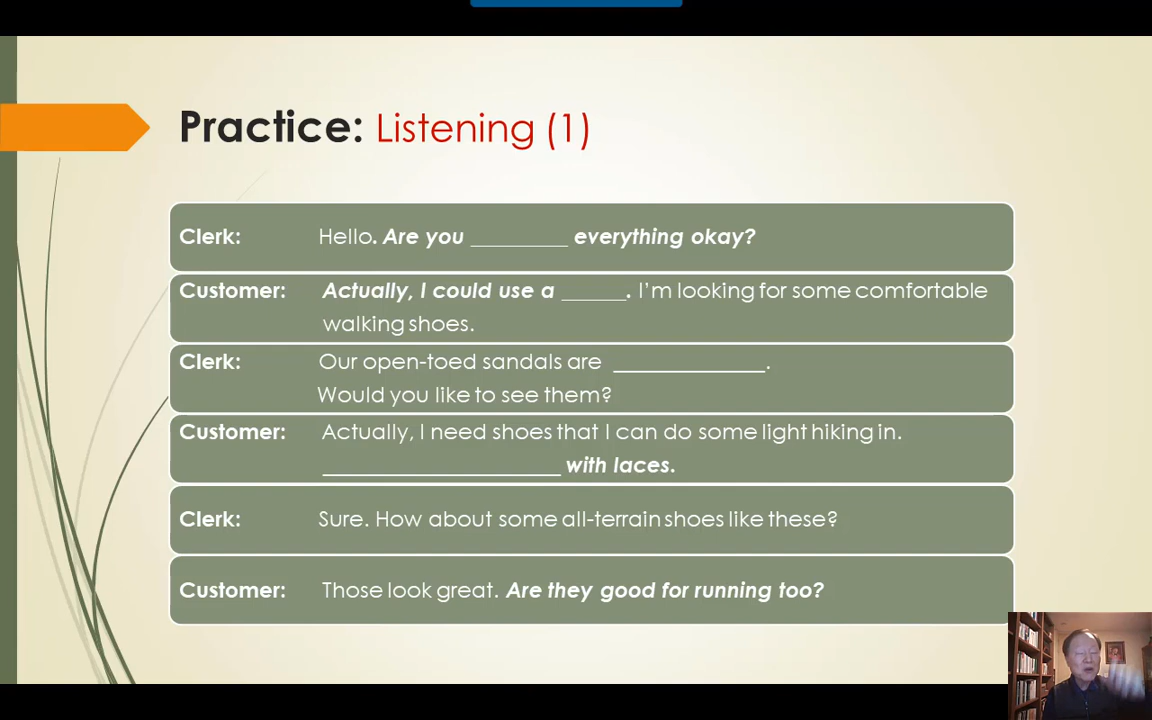 Practice: Listening (1)
Clerk: Hello. Are you _________ everything okay?
Customer: Actually, I could use a ______. I'm looking for some comfortable
walking shoes.
Clerk: Our open-toed sandals are ______________.
Would you like to see them?
Customer: Actually, I need shoes that I can do some light hiking in.
______________________ with laces.
Clerk: Sure. How about some all-terrain shoes like these?
Customer: Those look great. Are they good for running too?